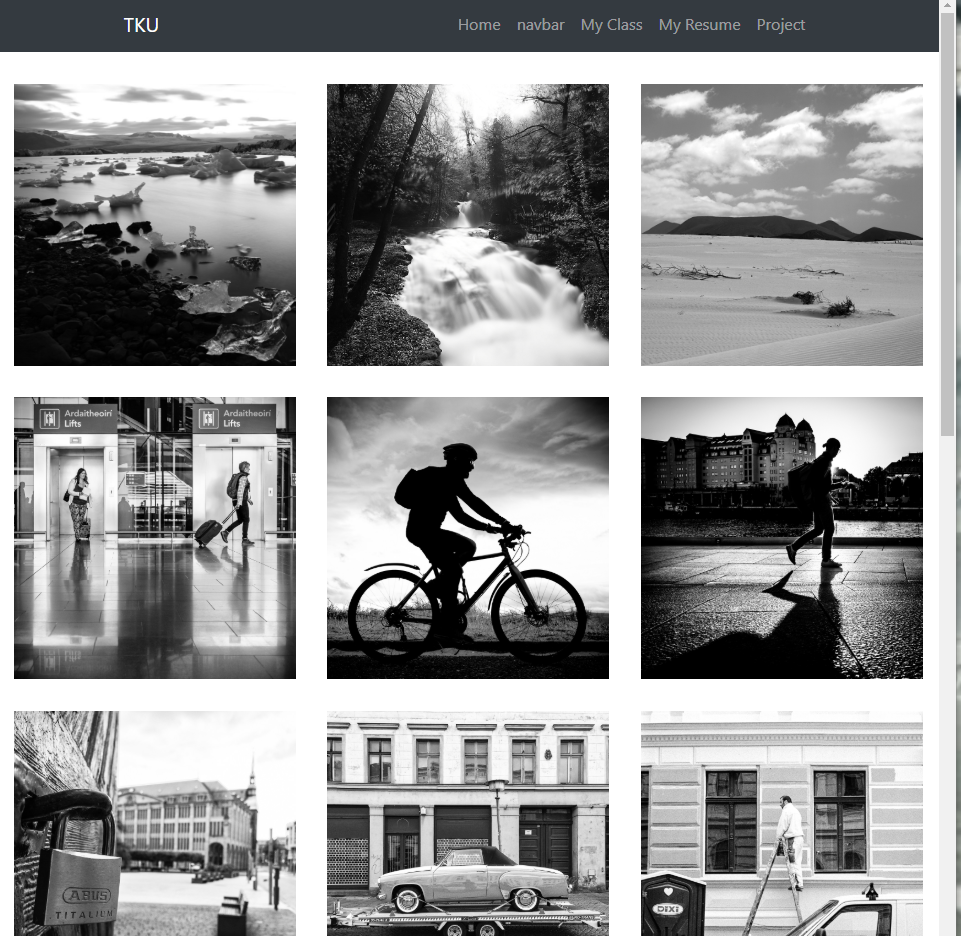 TKU Home navbar My Class My Resume Project
Ardaitheoirí
Lifts
Ardaitheoirí
Lifts
ABUS
TITALIUM
DIXI